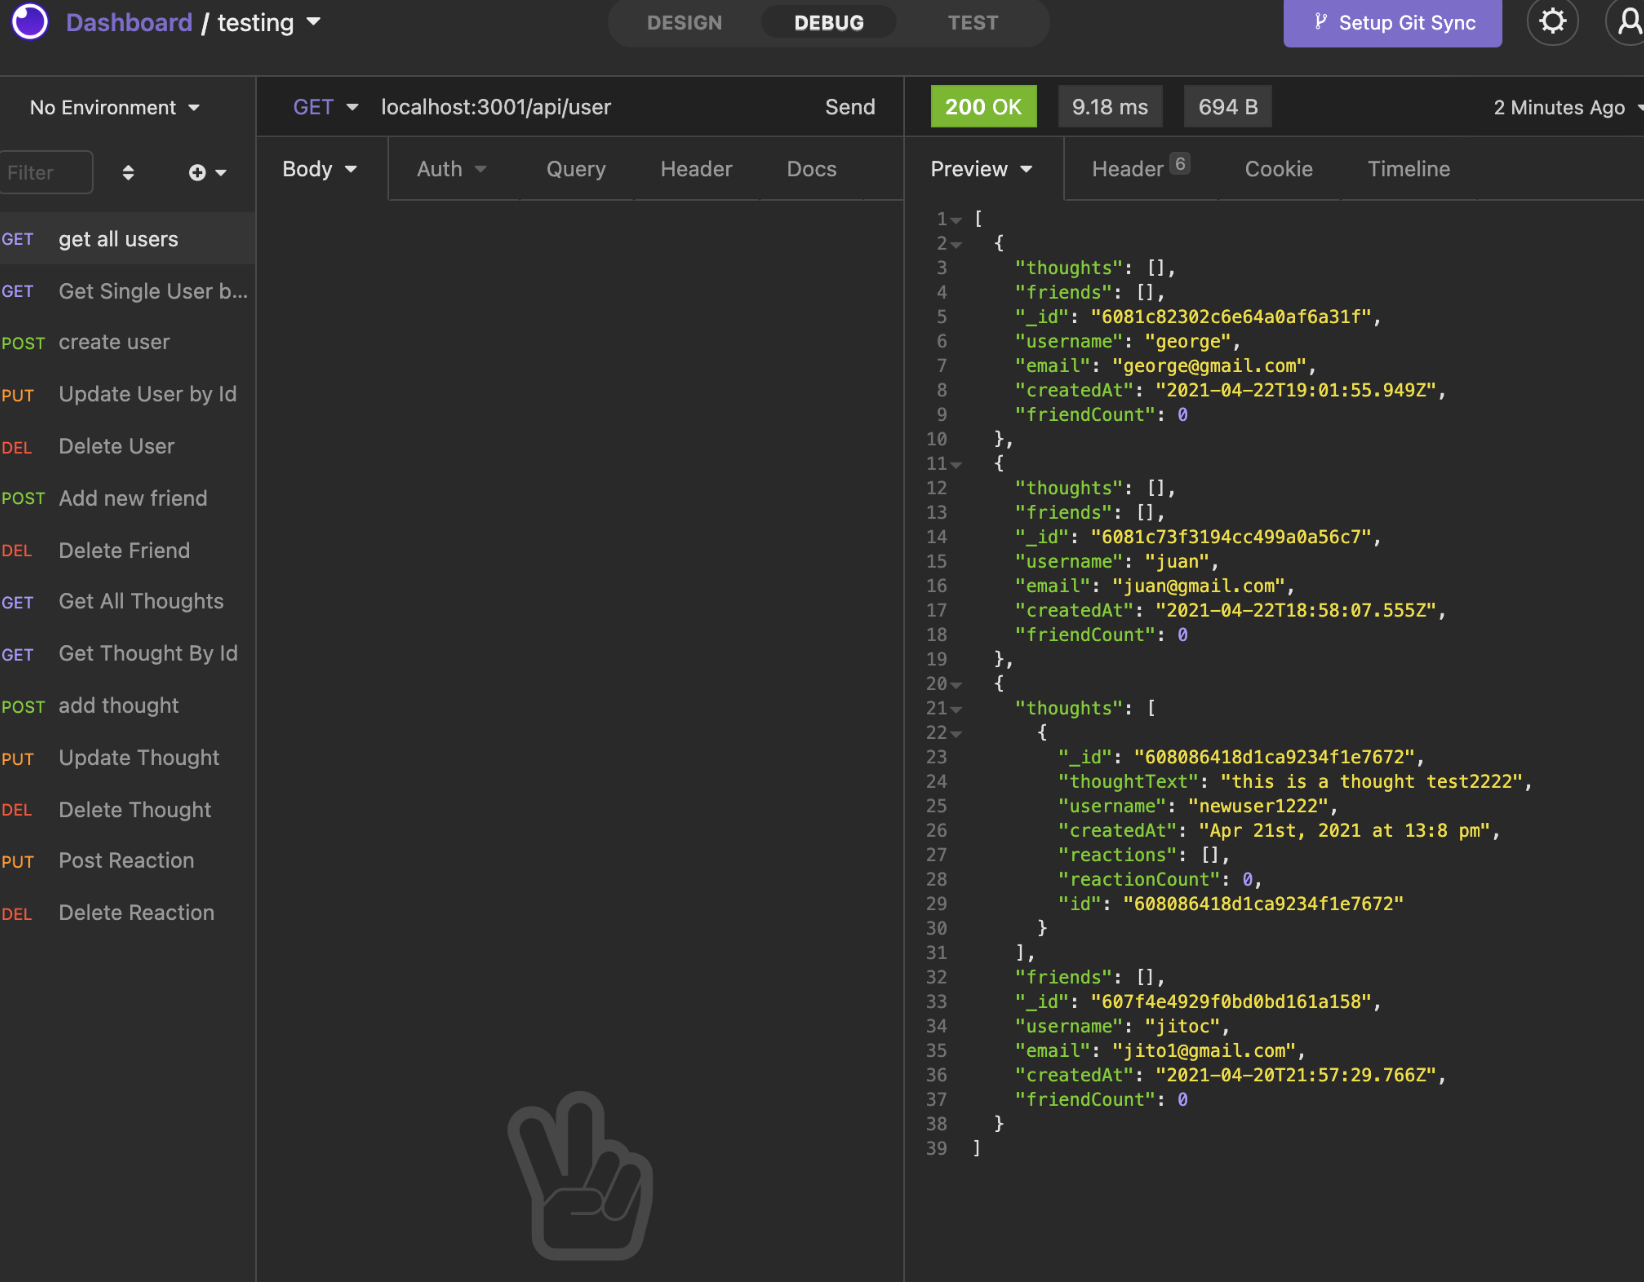 Dashboard / testing
DESIGN DEBUG TEST
Setup Git Sync
No Environment
GET localhost:3001/api/user Send
200 OK 9.18 ms 694 B 2 Minutes Ago
Filter
Body Auth Query Header Docs
Preview Header 6 Cookie Timeline
GET get all users
GET Get Single User b...
POST create user
PUT Update User by Id
DEL Delete User
POST Add new friend
DEL Delete Friend
GET Get All Thoughts
GET Get Thought By Id
POST add thought
PUT Update Thought
DEL Delete Thought
PUT Post Reaction
DEL Delete Reaction
1 [
2 {
3 "thoughts": [],
4 "friends": [],
5 "_id": "6081c82302c6e64a0af6a31f",
6 "username": "george",
7 "email": "george@gmail.com",
8 "createdAt": "2021-04-22T19:01:55.949Z",
9 "friendCount": 0
10 },
11 {
12 "thoughts": [],
13 "friends": [],
14 "_id": "6081c73f3194cc499a0a56c7",
15 "username": "juan",
16 "email": "juan@gmail.com",
17 "createdAt": "2021-04-22T18:58:07.555Z",
18 "friendCount": 0
19 },
20 {
21 "thoughts": [
22 {
23 "_id": "608086418d1ca9234f1e7672",
24 "thoughtText": "this is a thought test2222",
25 "username": "newuser1222",
26 "createdAt": "Apr 21st, 2021 at 13:8 pm",
27 "reactions": [],
28 "reactionCount": 0,
29 "id": "608086418d1ca9234f1e7672"
30 }
31 ],
32 "friends": [],
33 "_id": "607f4e4929f0bd0bd161a158",
34 "username": "jitoc",
35 "email": "jito1@gmail.com",
36 "createdAt": "2021-04-20T21:57:29.766Z",
37 "friendCount": 0
38 }
39 ]